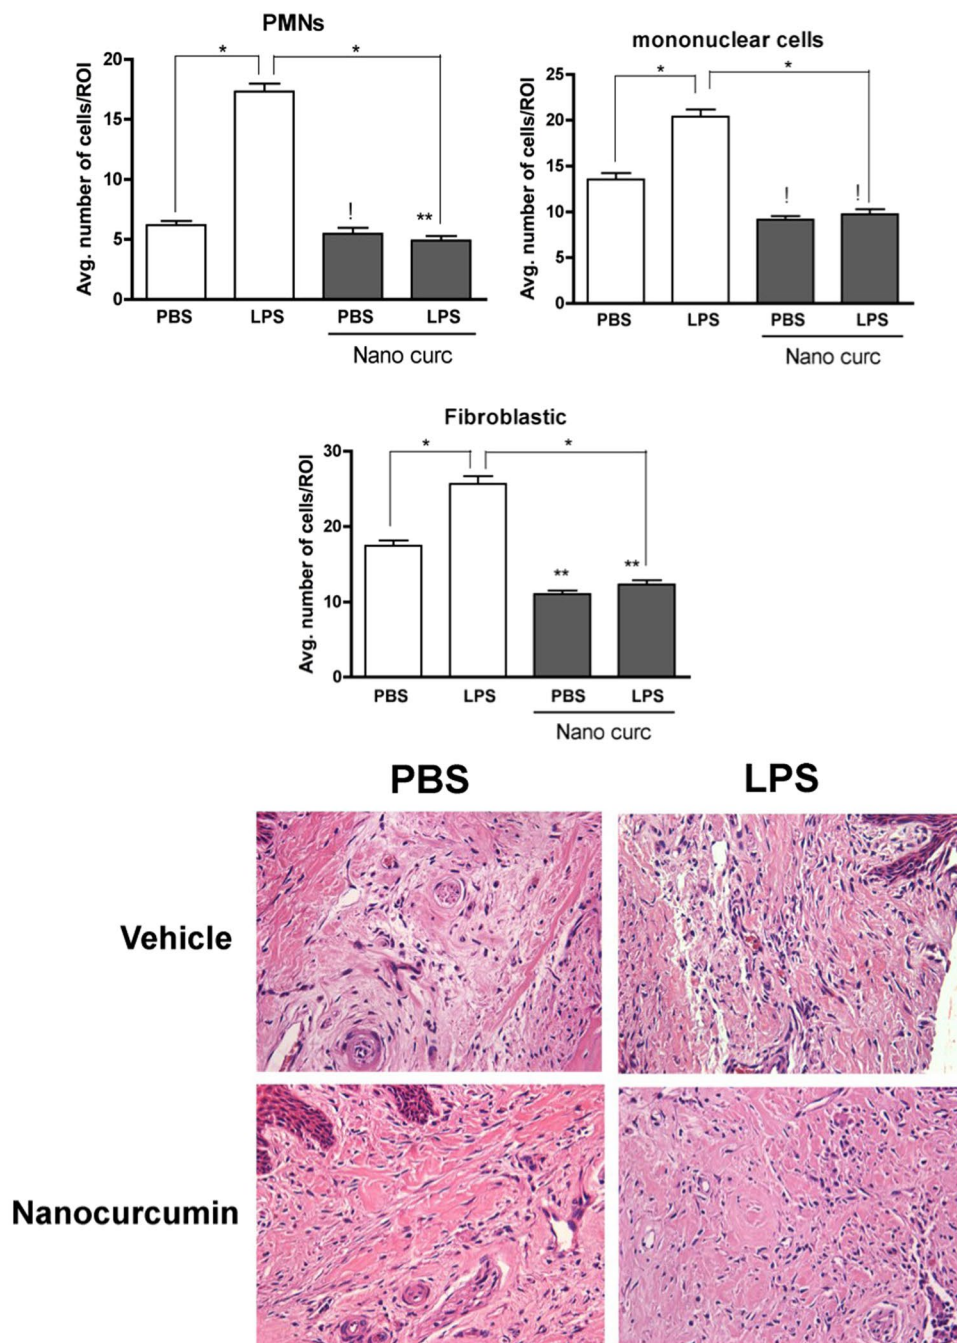 PMNs
Avg. number of cells/ROI
20
15
10
5
0
*
*
!
**
PBS LPS PBS LPS
Nano curc
mononuclear cells
Avg. number of cells/ROI
25
20
15
10
5
0
*
*
!
!
PBS LPS PBS LPS
Nano curc
Fibroblastic
Avg. number of cells/ROI
30
20
10
0
*
*
**
**
PBS LPS PBS LPS
Nano curc
PBS LPS
Vehicle
Nanocurcumin